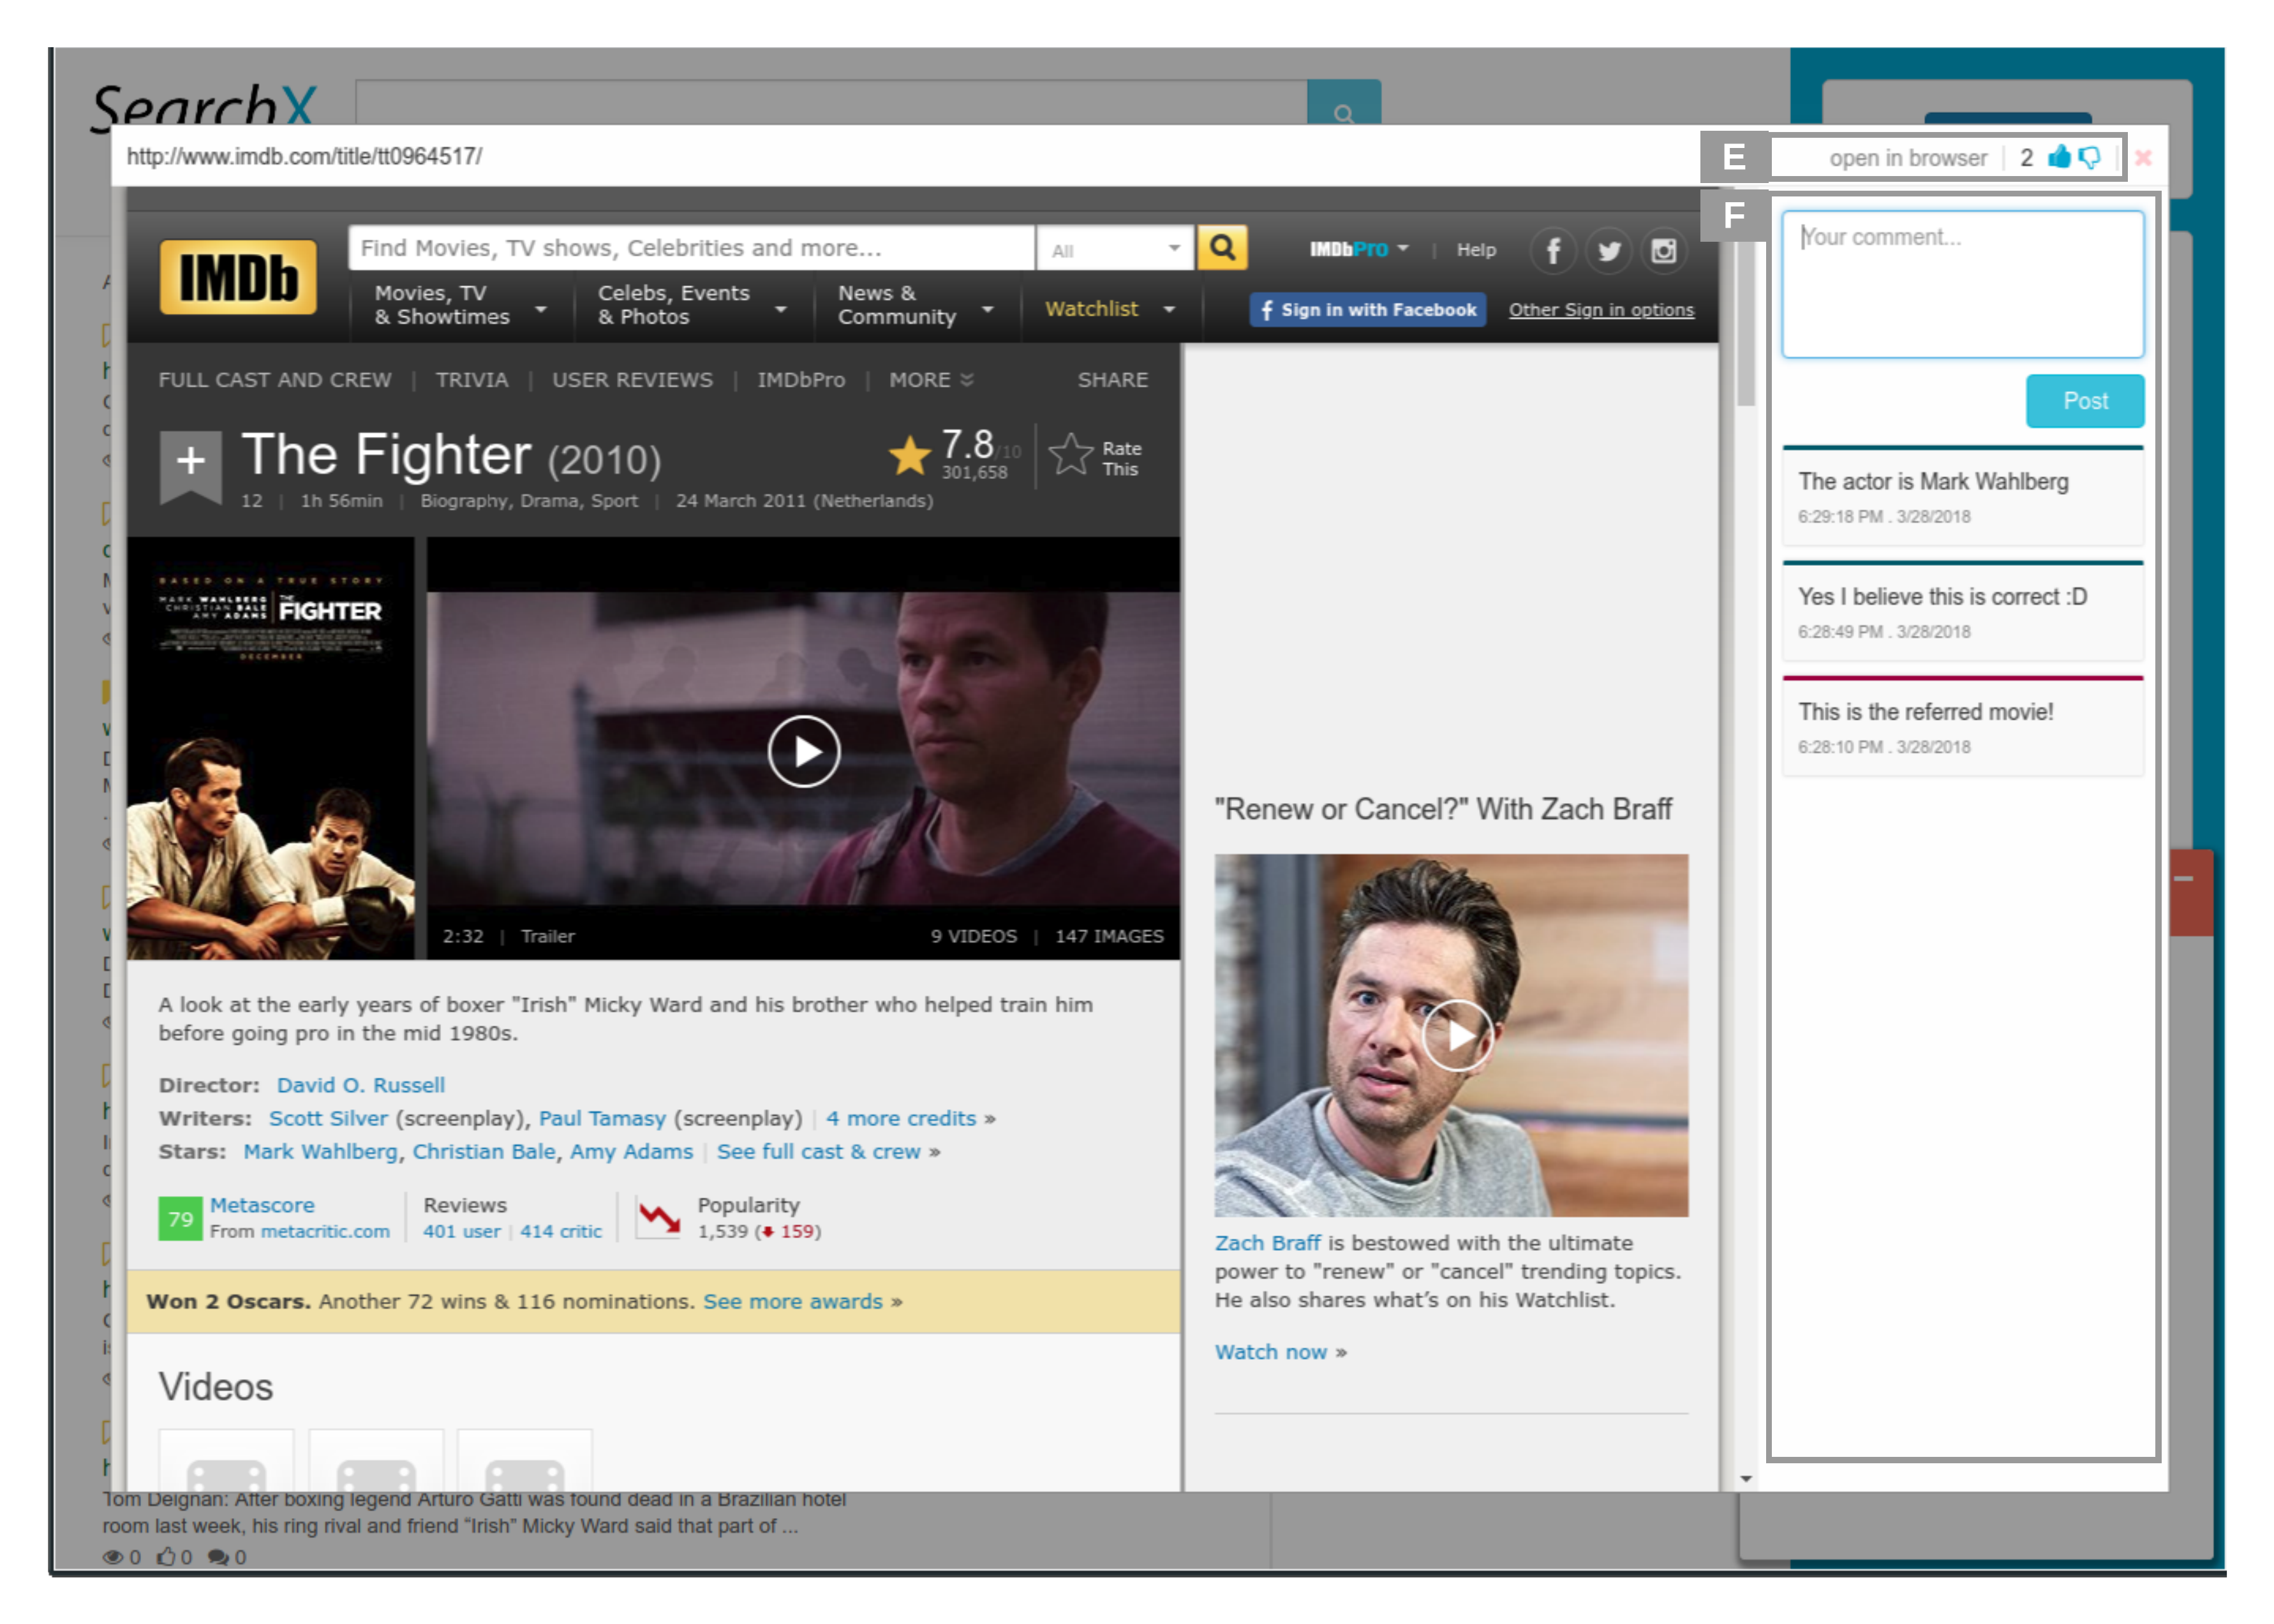 SearchX
http://www.imdb.com/title/tt0964517/
E
open in browser | 2
F
IMDb
Find Movies, TV shows, Celebrities and more...
All
IMDbPro
Help
Movies, TV
& Showtimes
Celebs, Events
& Photos
News &
Community
Watchlist
Sign in with Facebook
Other Sign in options
FULL CAST AND CREW | TRIVIA | USER REVIEWS | IMDbPro | MORE
SHARE
The Fighter (2010)
7.8/10
301,658
Rate
This
12 | 1h 56min | Biography, Drama, Sport | 24 March 2011 (Netherlands)
BASED ON A TRUE STORY
MARK WAHLBERG
CHRISTIAN BALE
AMY ADAMS
THE
FIGHTER
DECEMBER
2:32 | Trailer
9 VIDEOS | 147 IMAGES
A look at the early years of boxer "Irish" Micky Ward and his brother who helped train him
before going pro in the mid 1980s.
Director: David O. Russell
Writers: Scott Silver (screenplay), Paul Tamasy (screenplay) | 4 more credits »
Stars: Mark Wahlberg, Christian Bale, Amy Adams | See full cast & crew »
79
Metascore
From metacritic.com
Reviews
401 user | 414 critic
Popularity
1,539 (159)
Won 2 Oscars. Another 72 wins & 116 nominations. See more awards »
Videos
"Renew or Cancel?" With Zach Braff
Zach Braff is bestowed with the ultimate
power to "renew" or "cancel" trending topics.
He also shares what's on his Watchlist.
Watch now »
Your comment...
Post
The actor is Mark Wahlberg
6:29:18 PM . 3/28/2018
Yes I believe this is correct :D
6:28:49 PM . 3/28/2018
This is the referred movie!
6:28:10 PM . 3/28/2018
Tom Deignan: After boxing legend Arturo Gatti was found dead in a Brazilian hotel
room last week, his ring rival and friend “Irish” Micky Ward said that part of ...
0 0 0